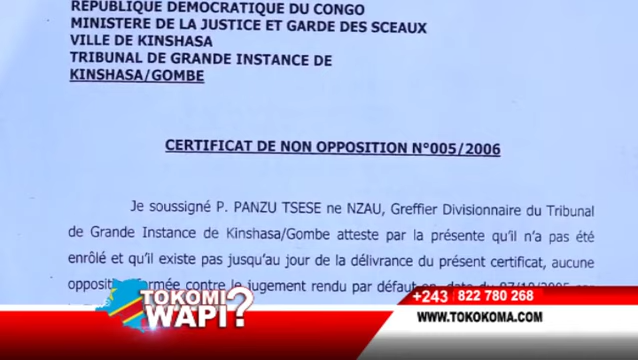 REPUBLIQUE DEMOCRATIQUE DU CONGO
MINISTERE DE LA JUSTICE ET GARDE DES SCEAUX
VILLE DE KINSHASA
TRIBUNAL DE GRANDE INSTANCE DE
KINSHASA/GOMBE
CERTIFICAT DE NON OPPOSITION N°005/2006
Je soussigné P. PANZU TSESE ne NZAU, Greffier Divisionnaire du Tribunal
de Grande Instance de Kinshasa/Gombe atteste par la présente qu'il n'a pas été
enrôlé et qu'il existe pas jusqu'au jour de la délivrance du présent certificat, aucune
contre le jugement rendu par défaut
TOKOMI
WAPI?
+243 822 780 268
WWW.TOKOKOMA.COM